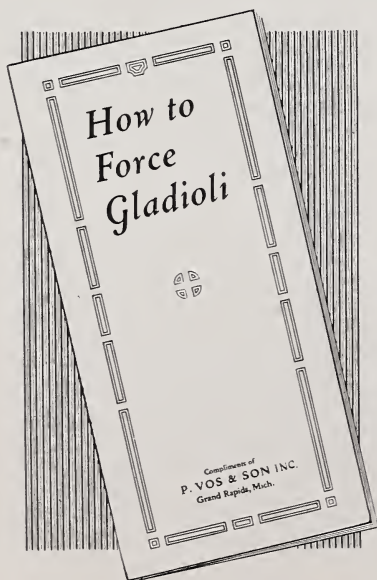 How to
Force
Gladioli
Compliments of
P. VOS & SON INC.
Grand Rapids, Mich.